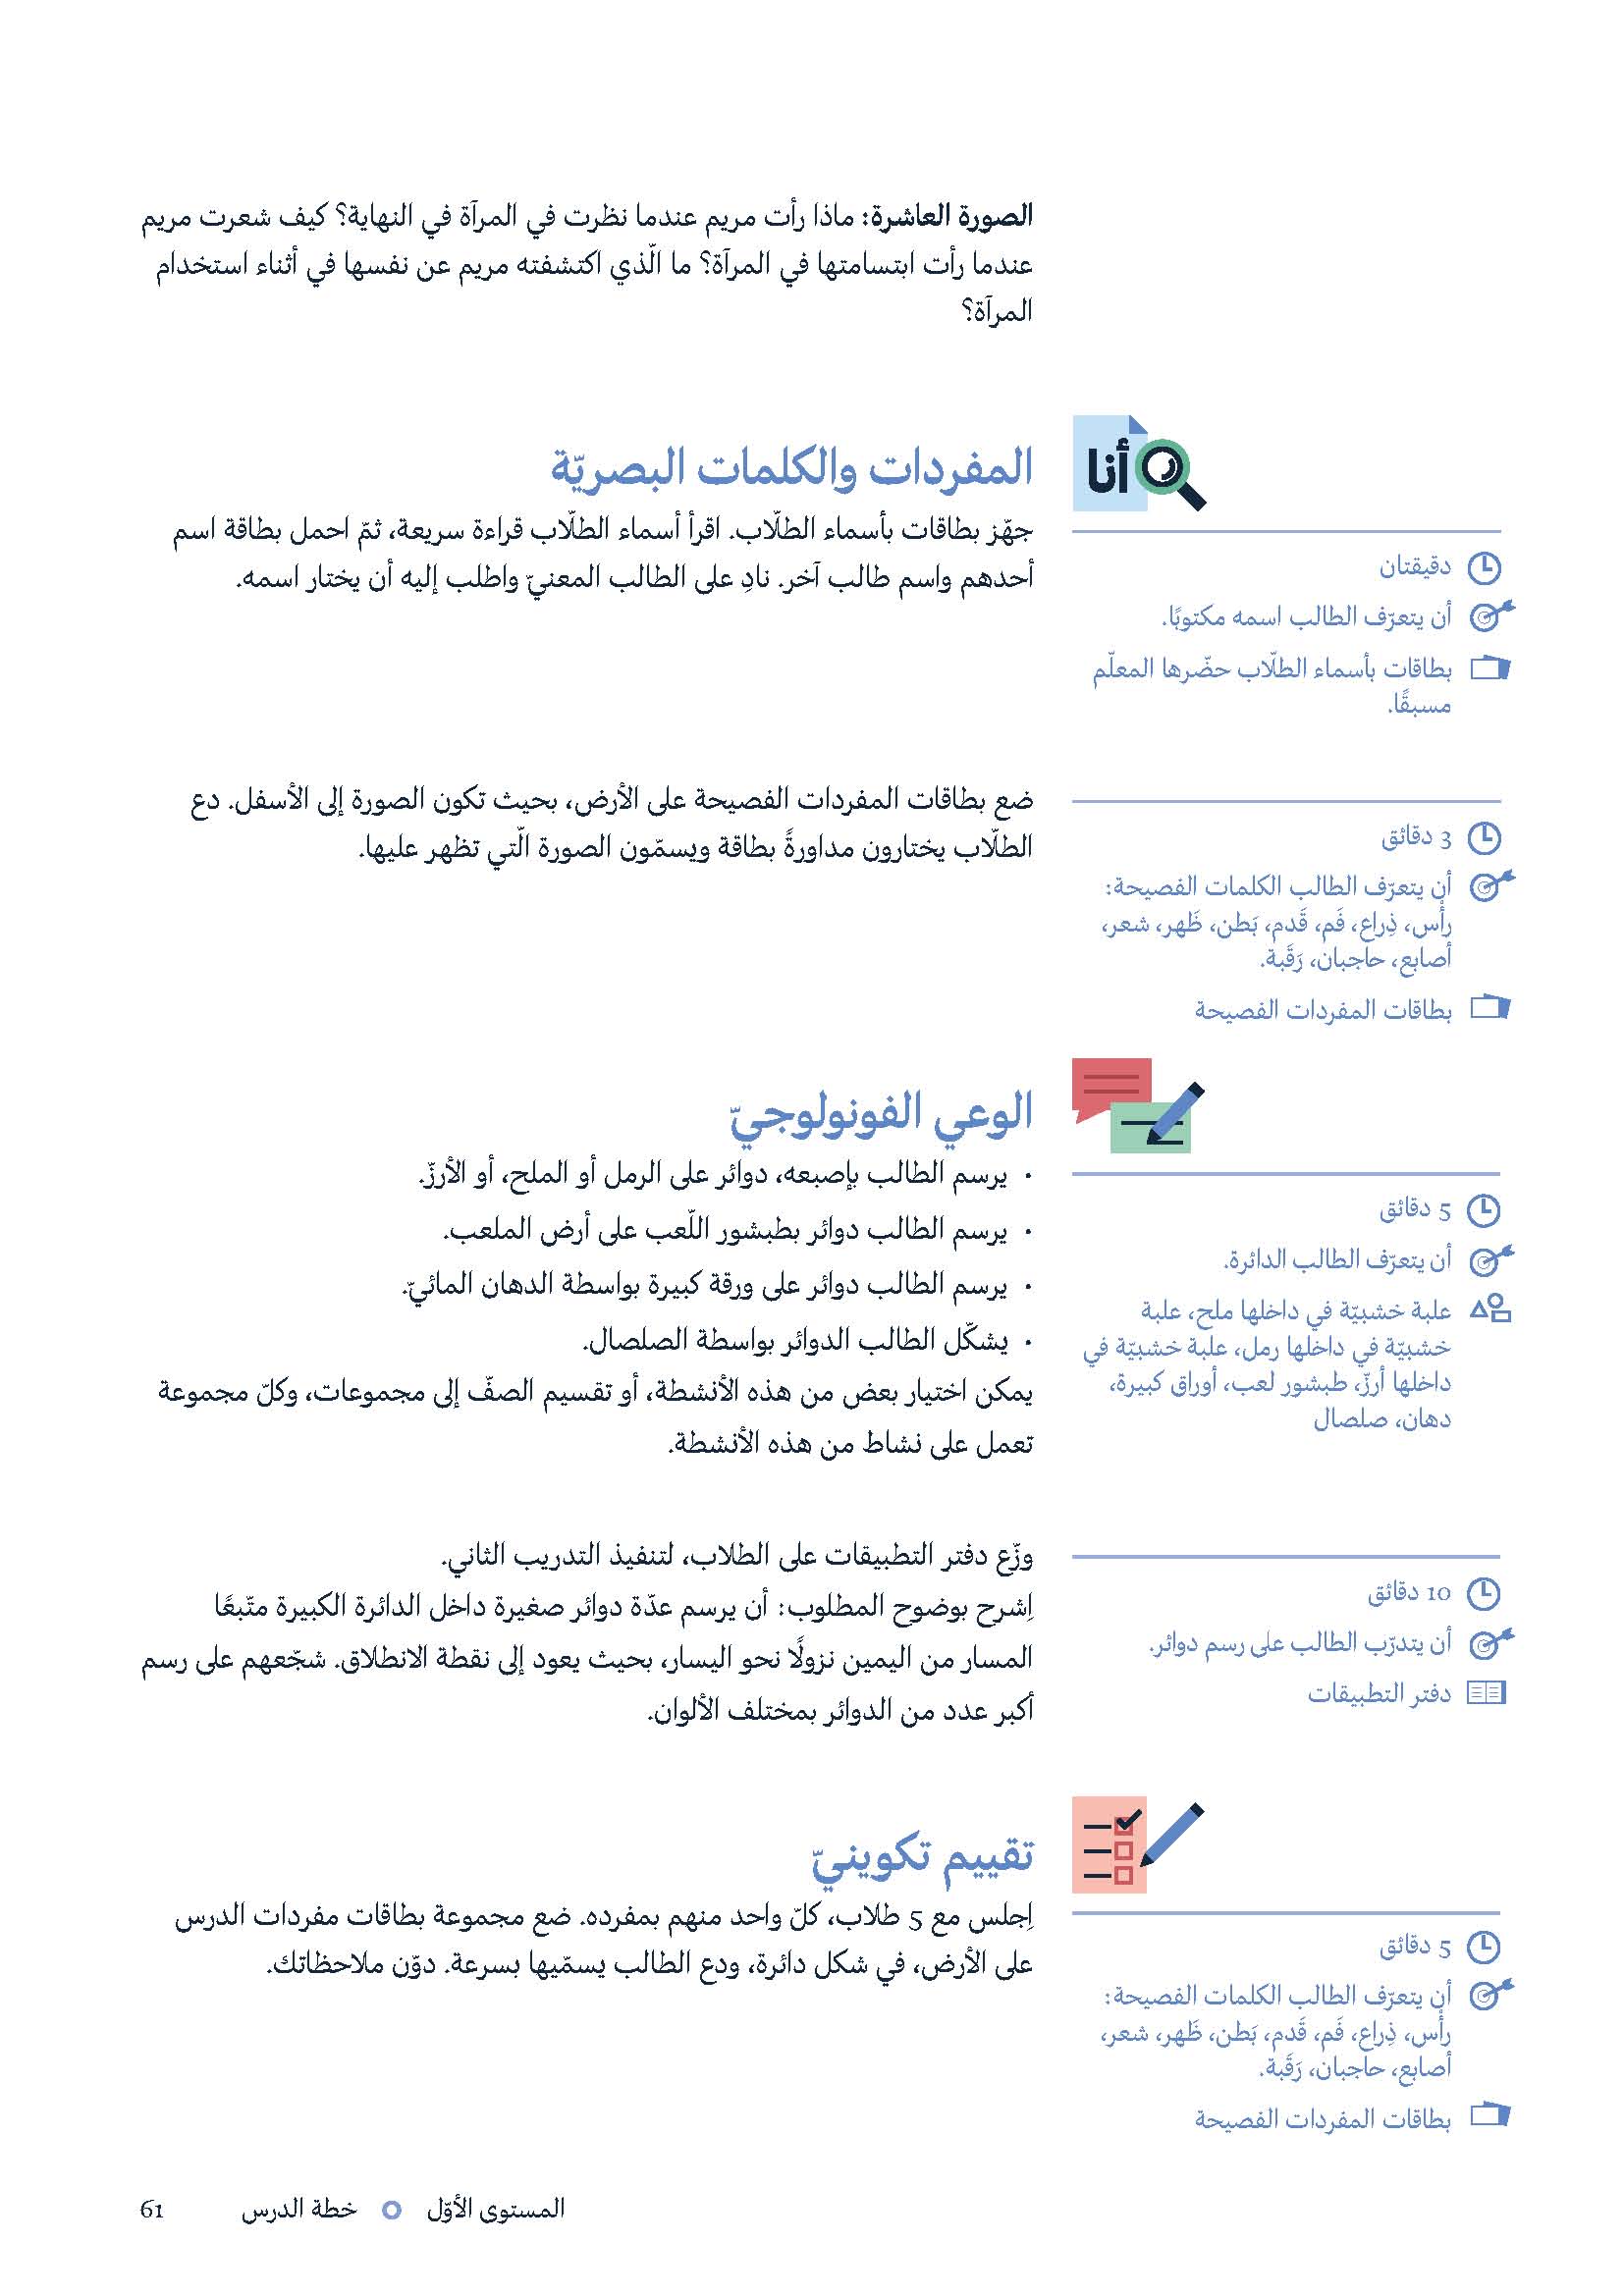 الصورة العاشرة: ماذا رأت مريم عندما نظرت في المرآة في النهاية؟ كيف شعرت مريم
عندما رأت ابتسامتها في المرآة؟ ما الّذي اكتشفته مريم عن نفسها في أثناء استخدام
المرآة؟
أنا
المفردات والكلمات البصريّة
دقيقتان
أن يتعرّف الطالب اسمه مكتوبًا.
بطاقات بأسماء الطلّاب حضّرها المعلّم
مسبقًا.
جهّز بطاقات بأسماء الطلّاب. اقرأ أسماء الطلّاب قراءة سريعة، ثمّ احمل بطاقة اسم
أحدهم واسم طالب آخر. نادِ على الطالب المعنيّ واطلب إليه أن يختار اسمه.
3 دقائق
أن يتعرّف الطالب الكلمات الفصيحة:
رأس، ذِراع، فَم، قَدم، بَطن، ظَهر، شعر،
أصابع، حاجبان، رَقَبة.
بطاقات المفردات الفصيحة
ضع بطاقات المفردات الفصيحة على الأرض، بحيث تكون الصورة إلى الأسفل. دع
الطلّاب يختارون مداورةً بطاقة ويسمّون الصورة الّتي تظهر عليها.
الوعي الفونولوجيّ
5 دقائق
أن يتعرّف الطالب الدائرة.
علبة خشبيّة في داخلها ملح، علبة
خشبيّة في داخلها رمل، علبة خشبيّة في
داخلها أرزّ، طبشور لعب، أوراق كبيرة،
دهان، صلصال
• يرسم الطالب بإصبعه، دوائر على الرمل أو الملح، أو الأرزّ.
• يرسم الطالب دوائر بطبشور اللّعب على أرض الملعب.
• يرسم الطالب دوائر على ورقة كبيرة بواسطة الدهان المائيّ.
• يشكّل الطالب الدوائر بواسطة الصلصال.
يمكن اختيار بعض من هذه الأنشطة، أو تقسيم الصفّ إلى مجموعات، وكلّ مجموعة
تعمل على نشاط من هذه الأنشطة.
10 دقائق
أن يتدرّب الطالب على رسم دوائر.
دفتر التطبيقات
وزّع دفتر التطبيقات على الطلاب، لتنفيذ التدريب الثاني.
اِشرح بوضوح المطلوب: أن يرسم عدّة دوائر صغيرة داخل الدائرة الكبيرة متّبعًا
المسار من اليمين نزولًا نحو اليسار، بحيث يعود إلى نقطة الانطلاق. شجّعهم على رسم
أكبر عدد من الدوائر بمختلف الألوان.
تقييم تكوينيّ
5 دقائق
أن يتعرّف الطالب الكلمات الفصيحة:
رأس، ذِراع، فَم، قَدم، بَطن، ظَهر، شعر،
أصابع، حاجبان، رَقَبة.
بطاقات المفردات الفصيحة
اِجلس مع 5 طلاب، كلّ واحد منهم بمفرده. ضع مجموعة بطاقات مفردات الدرس
على الأرض، في شكل دائرة، ودع الطالب يسمّيها بسرعة. دوّن ملاحظاتك.
المستوى الأوّل خطة الدرس 61